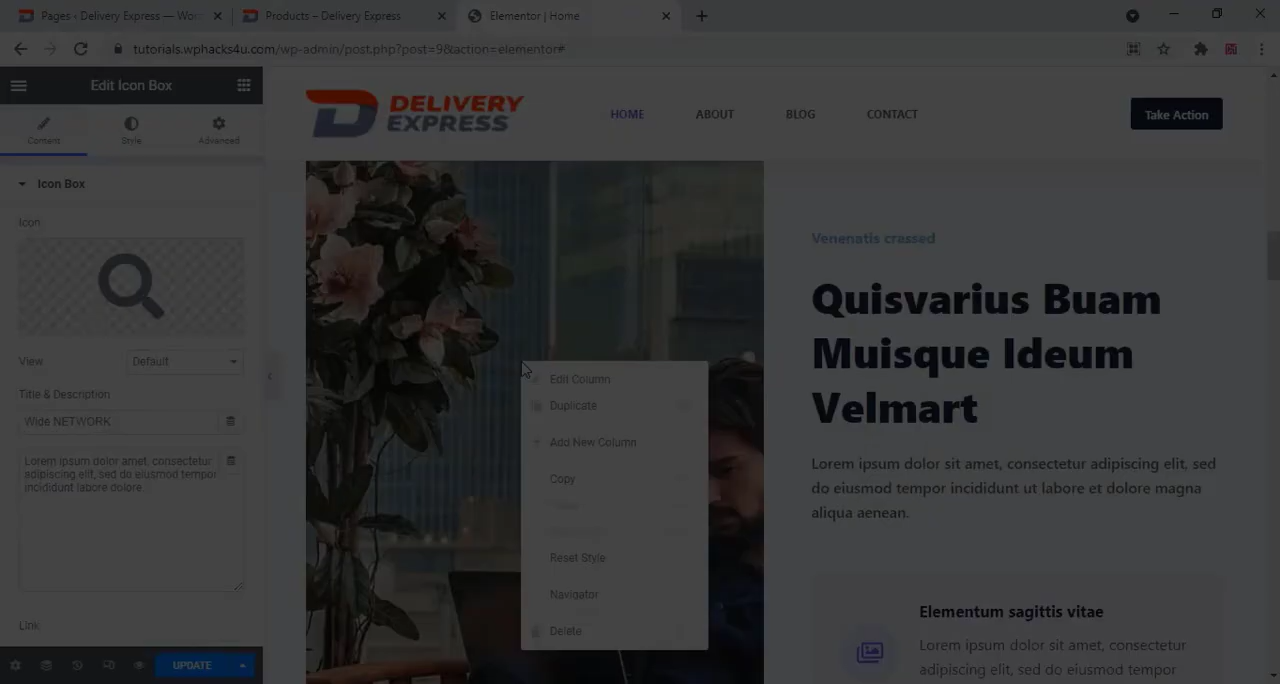 Pages ‹ Delivery Express — Wor
Products – Delivery Express
Elementor | Home
tutorials.wphacks4u.com/wp-admin/post.php?post=9&action=elementor#
Edit Icon Box
Content
Style
Advanced
Icon Box
Icon
View
Default
Title & Description
Wide NETWORK
Lorem ipsum dolor amet, consectetur
adipiscing elit, sed do eiusmod tempor
incididunt labore dolore.
Link
UPDATE
DELIVERY
EXPRESS
HOME
ABOUT
BLOG
CONTACT
Take Action
Edit Column
Duplicate
Add New Column
Copy
Reset Style
Navigator
Delete
Venenatis cressed
Quisvarius Buam
Muisque Ideum
Velmart
Lorem ipsum dolor sit amet, consectetur adipiscing elit, sed
do eiusmod tempor incididunt ut labore et dolore magna
aliqua aenean.
Elementum sagittis vitae
Lorem ipsum dolor sit amet, consectetur
adipiscing elit, sed do eiusmod tempor